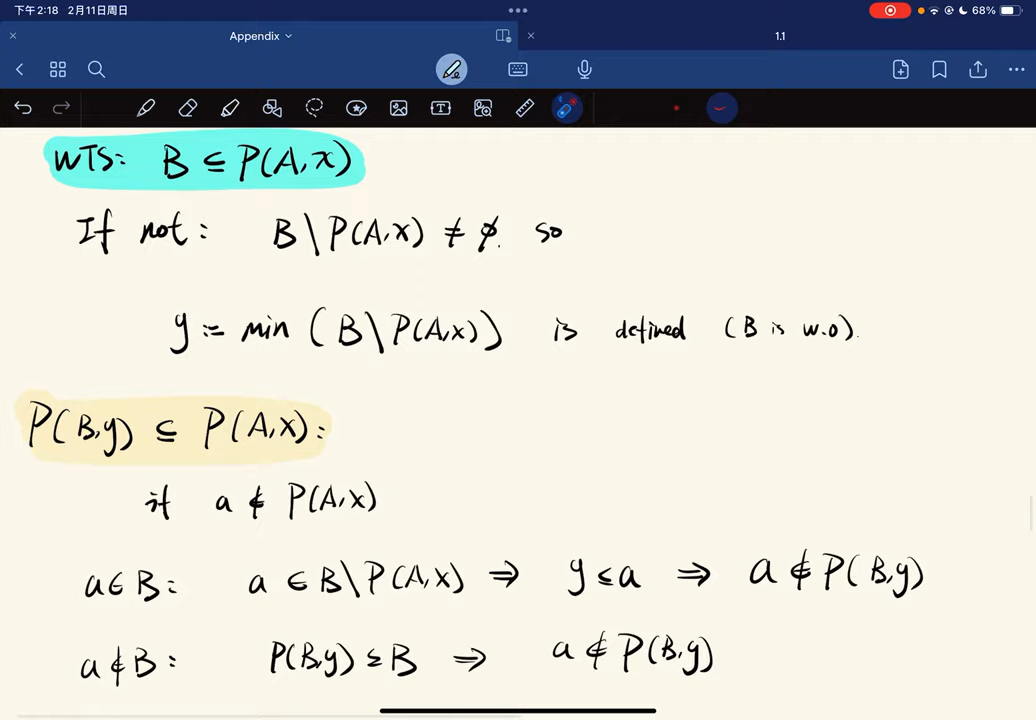 下午2:18 2月11日周日
68%
Appendix
1.1
WTS: B ⊆ P(A,x)
If not: B \ P(A,x) ≠ ∅. so
y := min (B \ P(A,x)) is defined (B is w.o).
P(B,y) ⊆ P(A,x):
if a ∉ P(A,x)
a ∈ B: a ∈ B \ P(A,x) ⇒ y ≤ a ⇒ a ∉ P(B,y)
a ∉ B: P(B,y) ⊆ B ⇒ a ∉ P(B,y)